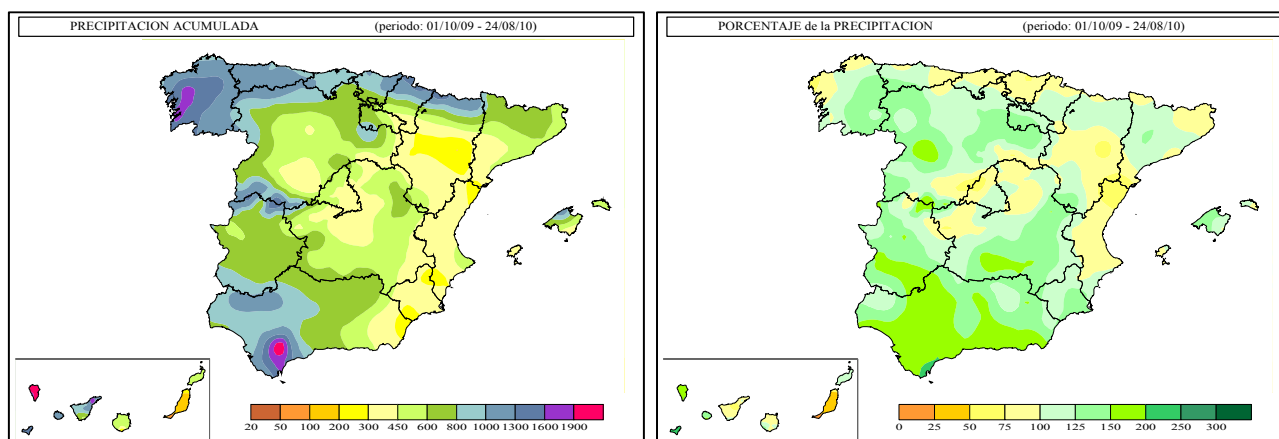 PRECIPITACION ACUMULADA (periodo: 01/10/09 - 24/08/10)
20 50 100 200 300 450 600 800 1000 1300 1600 1900
PORCENTAJE de la PRECIPITACION (periodo: 01/10/09 - 24/08/10)
0 25 50 75 100 125 150 200 250 300